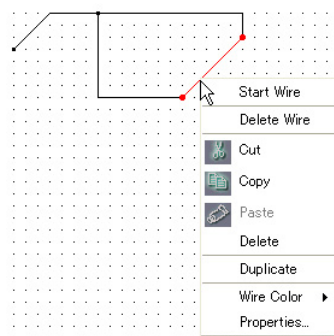 Start Wire
Delete Wire
Cut
Copy
Paste
Delete
Duplicate
Wire Color
Properties...